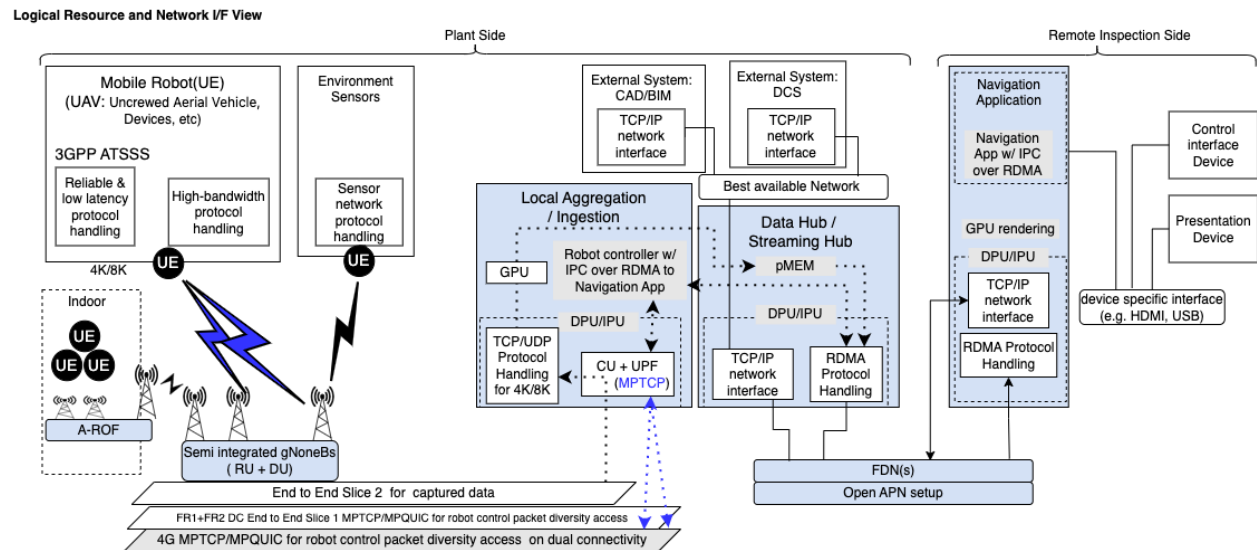 Logical Resource and Network I/F View
Plant Side
Remote Inspection Side
Mobile Robot(UE)
(UAV: Uncrewed Aerial Vehicle,
Devices, etc)
3GPP ATSSS
Reliable &
low latency
protocol
handling
High-bandwidth
protocol
handling
4K/8K
UE
Environment
Sensors
Sensor
network
protocol
handling
UE
Indoor
UE
UE
UE
A-ROF
Semi integrated gNoneBs
( RU + DU)
External System:
CAD/BIM
TCP/IP
network
interface
External System:
DCS
TCP/IP
network
interface
Best available Network
Local Aggregation
/ Ingestion
GPU
Robot controller w/
IPC over RDMA to
Navigation App
DPU/IPU
TCP/UDP
Protocol
Handling
for 4K/8K
CU + UPF
(MPTCP)
Data Hub /
Streaming Hub
pMEM
DPU/IPU
TCP/IP
network
interface
RDMA
Protocol
Handling
Navigation
Application
Navigation
App w/ IPC
over RDMA
GPU rendering
DPU/IPU
TCP/IP
network
interface
RDMA Protocol
Handling
Control
interface
Device
Presentation
Device
device specific interface
(e.g. HDMI, USB)
FDN(s)
Open APN setup
End to End Slice 2 for captured data
FR1+FR2 DC End to End Slice 1 MPTCP/MPQUIC for robot control packet diversity access
4G MPTCP/MPQUIC for robot control packet diversity access on dual connectivity